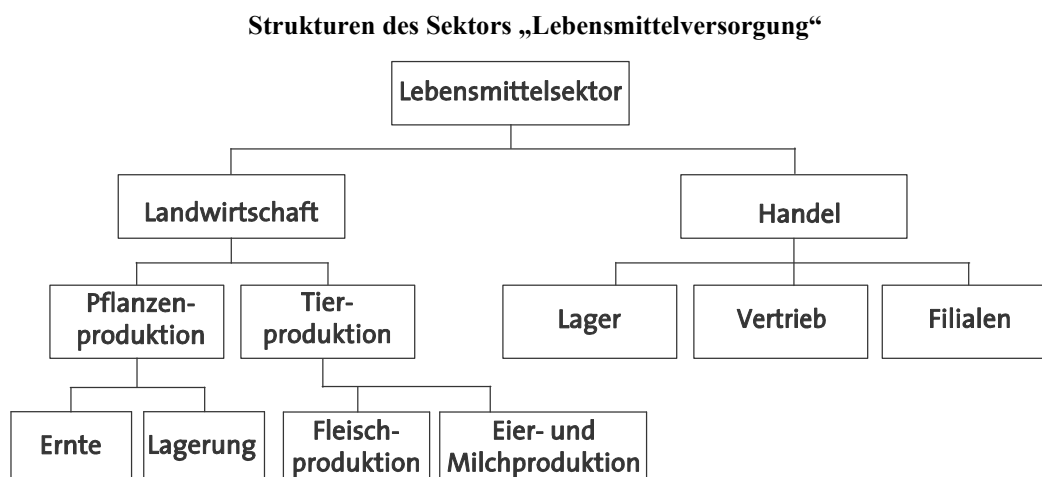 Strukturen des Sektors „Lebensmittelversorgung“
Lebensmittelsektor
Landwirtschaft
Handel
Pflanzen-
produktion
Tier-
produktion
Lager
Vertrieb
Filialen
Ernte
Lagerung
Fleisch-
produktion
Eier- und
Milchproduktion